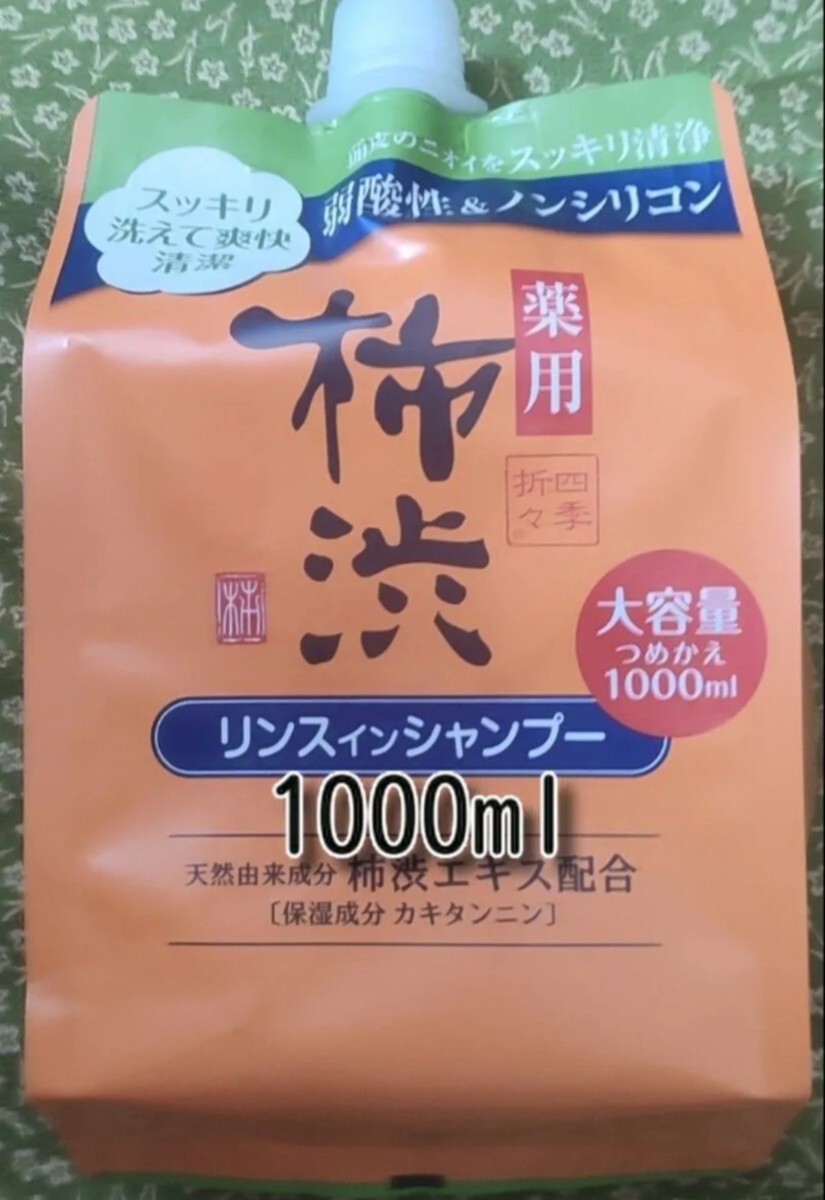 頭皮のニオイをスッキリ清浄
弱酸性&ノンシリコン
スッキリ
洗えて爽快
清潔
薬用
柿渋
四季
折々
柿
大容量
つめかえ
1000ml
リンスインシャンプー
1000ml
天然由来成分 柿渋エキス配合
［保湿成分 カキタンニン］